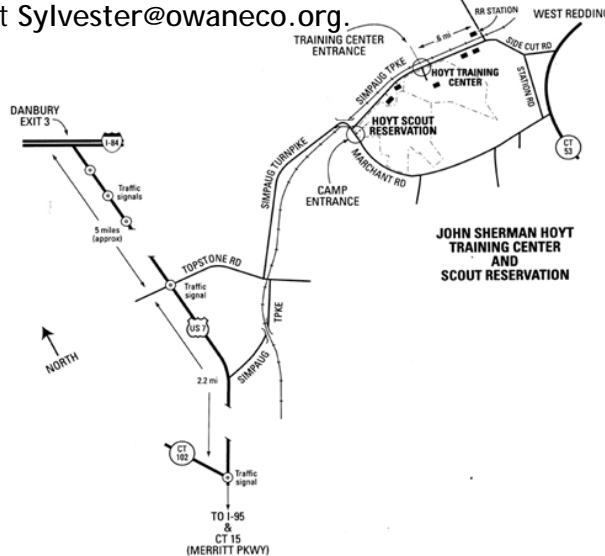 t Sylvester@owaneco.org.
RR STATION
WEST REDDING
TRAINING CENTER
ENTRANCE
.6 mi
SIDE CUT RD
SIMPAUG TPKE
HOYT TRAINING
CENTER
STATION RD
DANBURY
EXIT 3
HOYT SCOUT
RESERVATION
I-84
CT
53
SIMPAUG TURNPIKE
MARCHANT RD
Traffic
signals
CAMP
ENTRANCE
5 miles
(approx)
JOHN SHERMAN HOYT
TRAINING CENTER
AND
SCOUT RESERVATION
TOPSTONE RD
Traffic
signal
US 7
SIMPAUG
TPKE
NORTH
2.2 mi
CT
102
Traffic
signal
TO I-95
&
CT 15
(MERRITT PKWY)